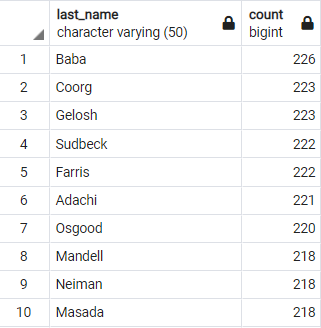 last_name count
character varying (50) bigint
1 Baba 226
2 Coorg 223
3 Gelosh 223
4 Sudbeck 222
5 Farris 222
6 Adachi 221
7 Osgood 220
8 Mandell 218
9 Neiman 218
10 Masada 218